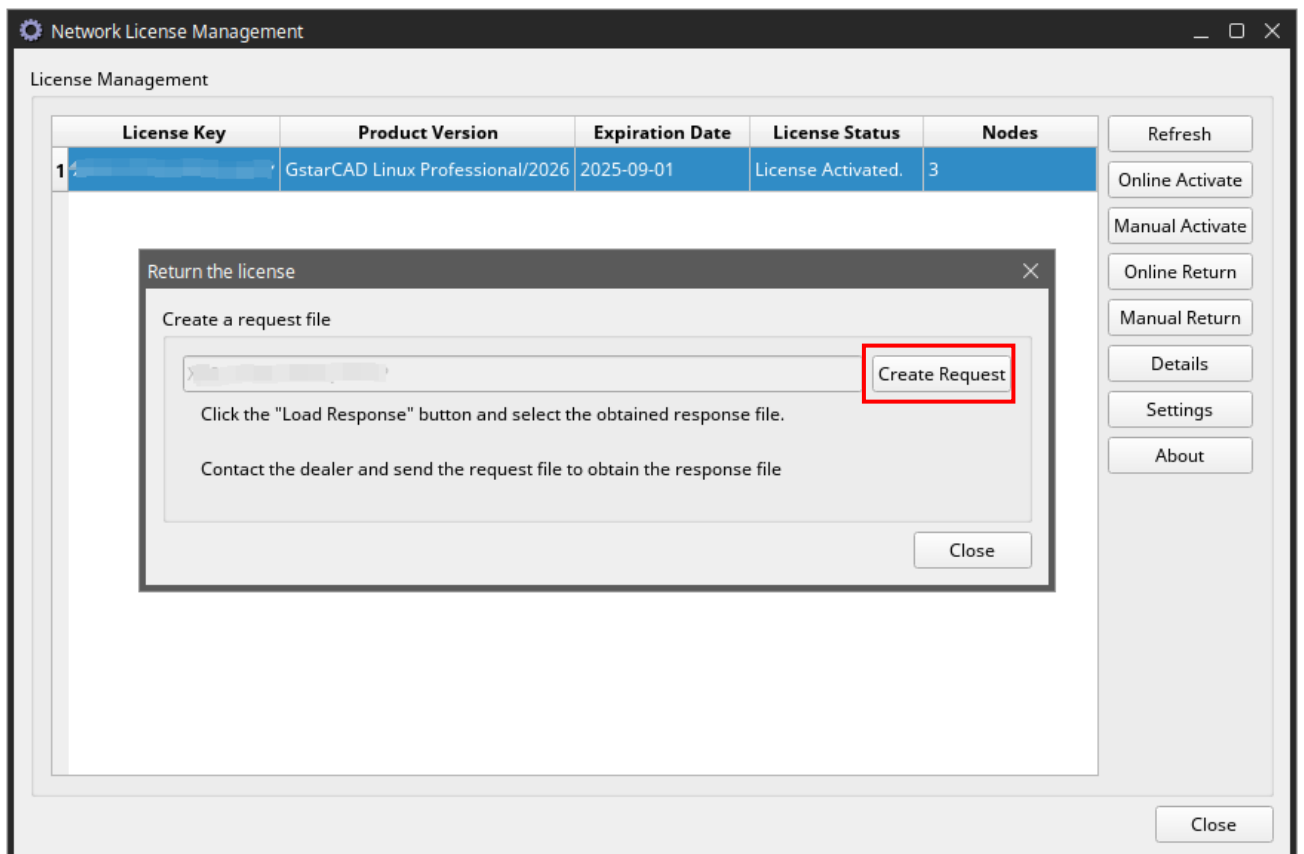 Network License Management
License Management
License Key Product Version Expiration Date License Status Nodes
1 GstarCAD Linux Professional/2026 2025-09-01 License Activated. 3
Refresh
Online Activate
Manual Activate
Online Return
Manual Return
Details
Settings
About
Return the license
Create a request file
Create Request
Click the "Load Response" button and select the obtained response file.
Contact the dealer and send the request file to obtain the response file
Close
Close